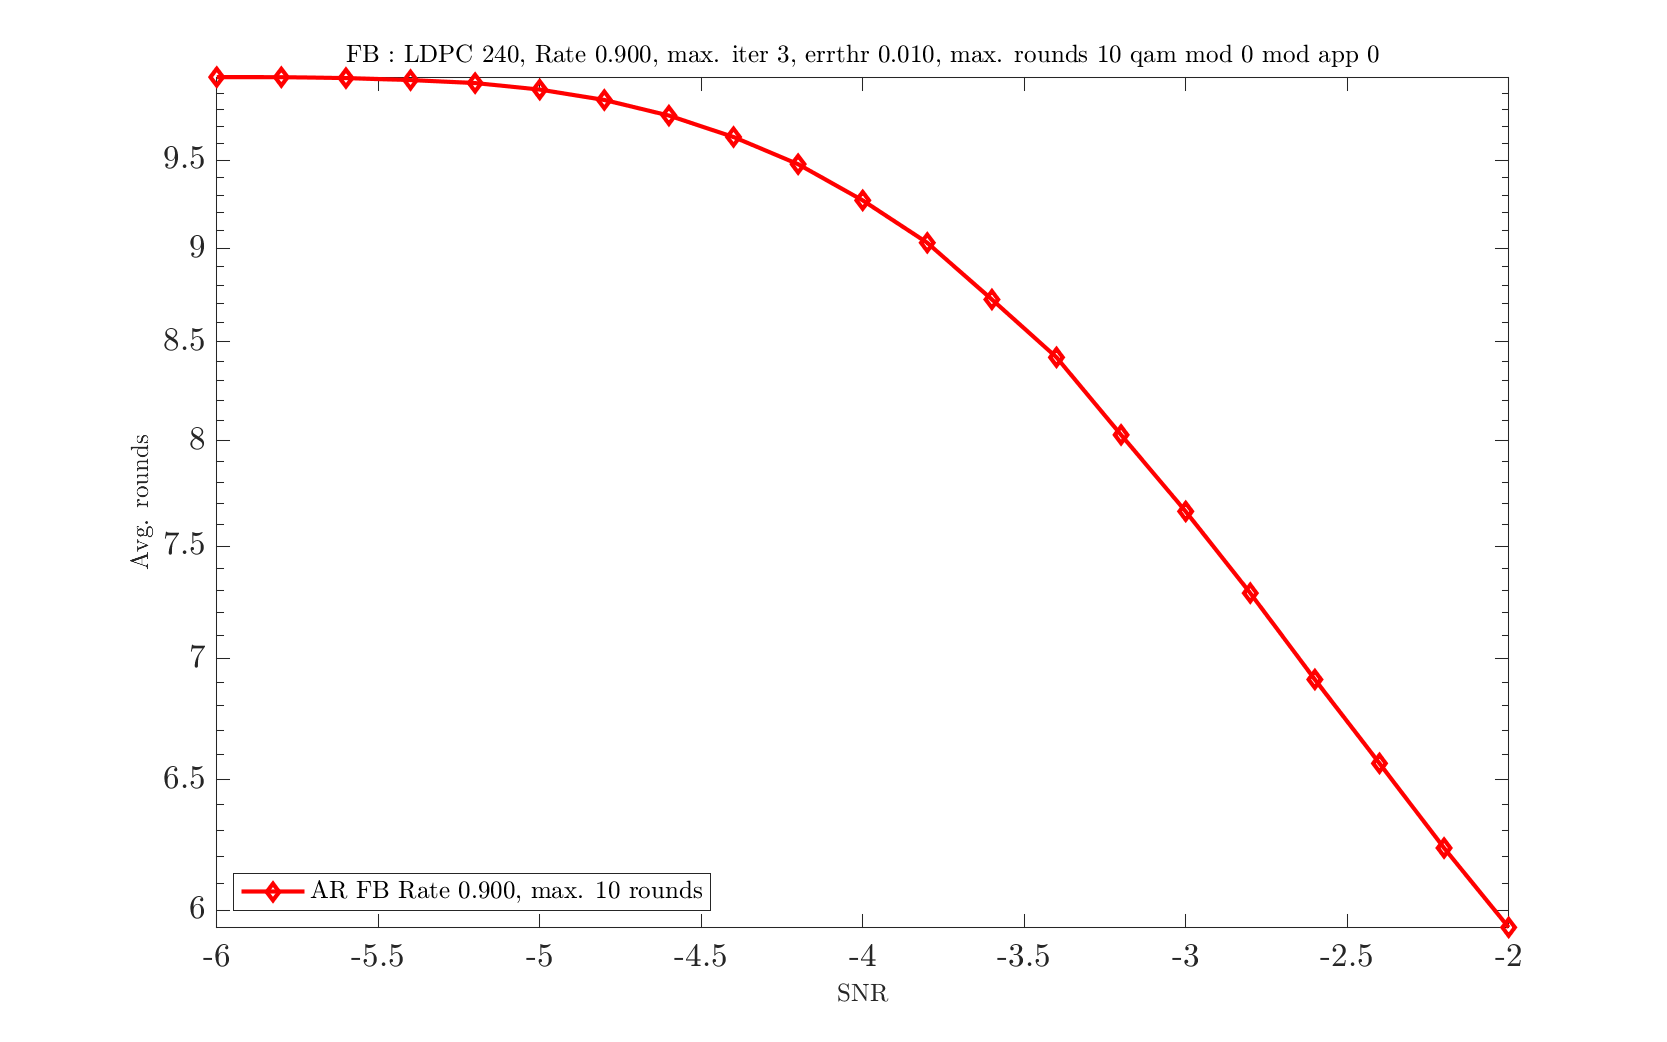 FB : LDPC 240, Rate 0.900, max. iter 3, errthr 0.010, max. rounds 10 qam mod 0 mod app 0
9.5
9
8.5
8
7.5
7
6.5
6
Avg. rounds
AR FB Rate 0.900, max. 10 rounds
-6 -5.5 -5 -4.5 -4 -3.5 -3 -2.5 -2
SNR